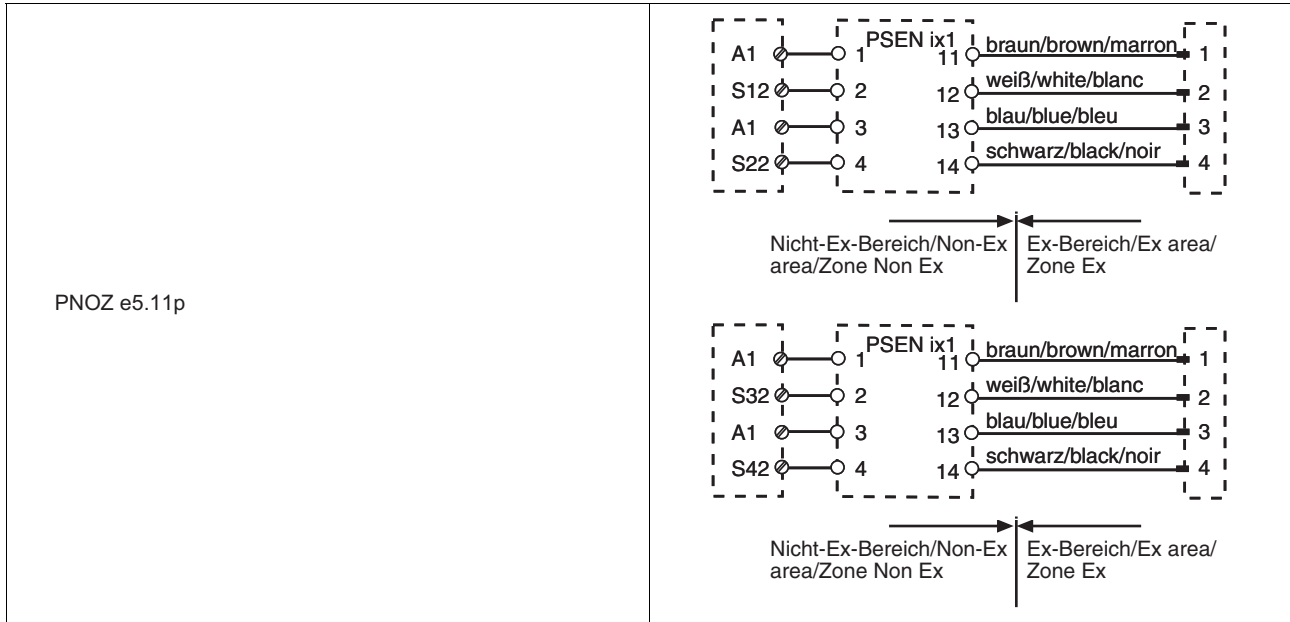 PNOZ e5.11p
PSEN ix1
A1 1 11 braun/brown/marron 1
S12 2 12 weiß/white/blanc 2
A1 3 13 blau/blue/bleu 3
S22 4 14 schwarz/black/noir 4
Nicht-Ex-Bereich/Non-Ex
area/Zone Non Ex
Ex-Bereich/Ex area/
Zone Ex
PSEN ix1
A1 1 11 braun/brown/marron 1
S32 2 12 weiß/white/blanc 2
A1 3 13 blau/blue/bleu 3
S42 4 14 schwarz/black/noir 4
Nicht-Ex-Bereich/Non-Ex
area/Zone Non Ex
Ex-Bereich/Ex area/
Zone Ex